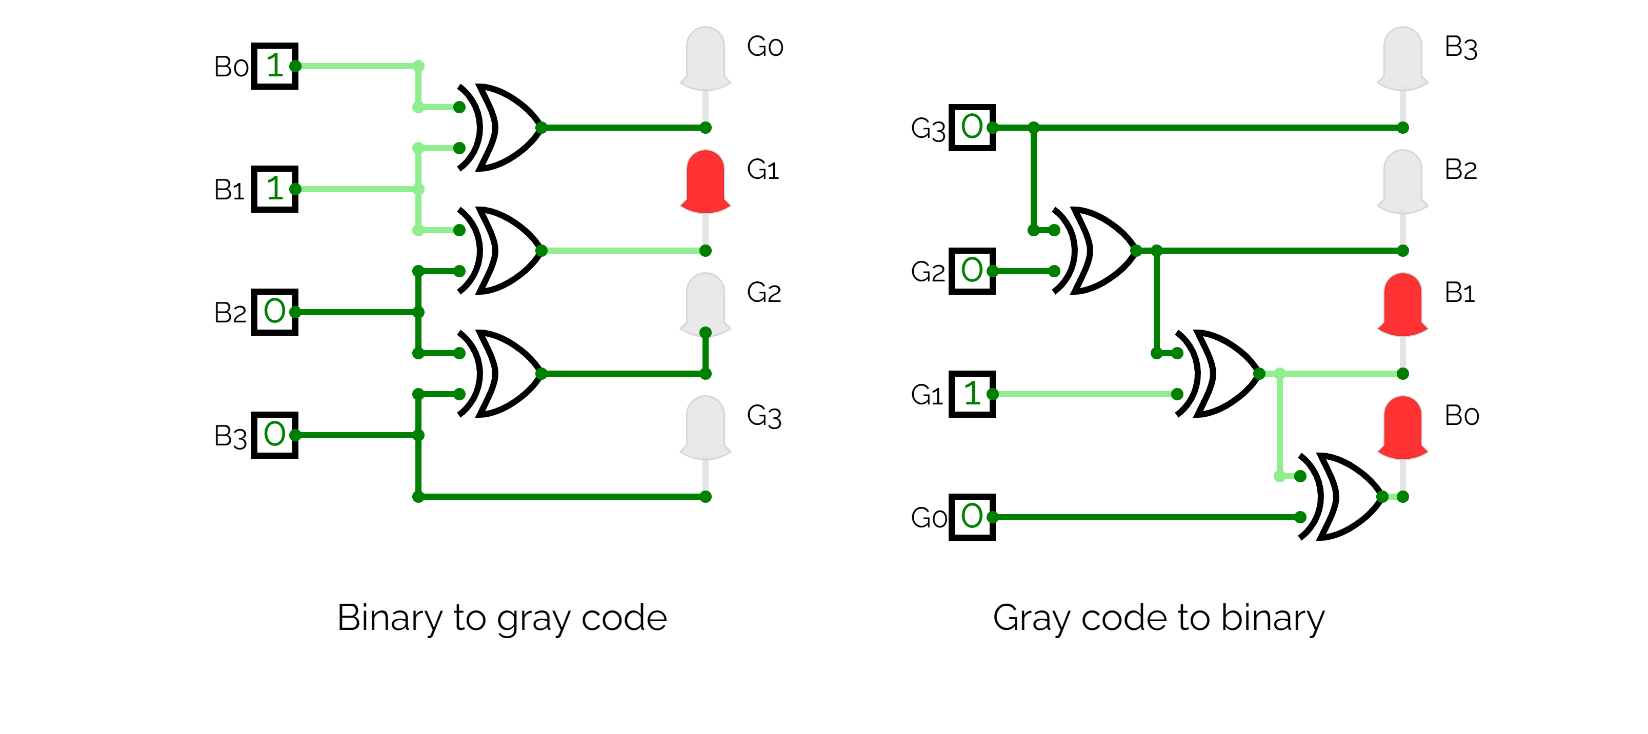 B0 1
B1 1
B2 0
B3 0
G0
G1
G2
G3
Binary to gray code
G3 0
G2 0
G1 1
G0 0
B3
B2
B1
B0
Gray code to binary